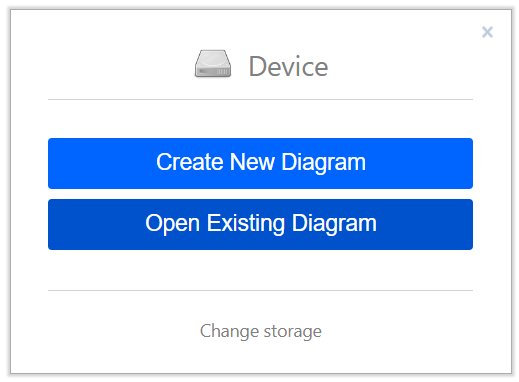 Device
Create New Diagram
Open Existing Diagram
Change storage